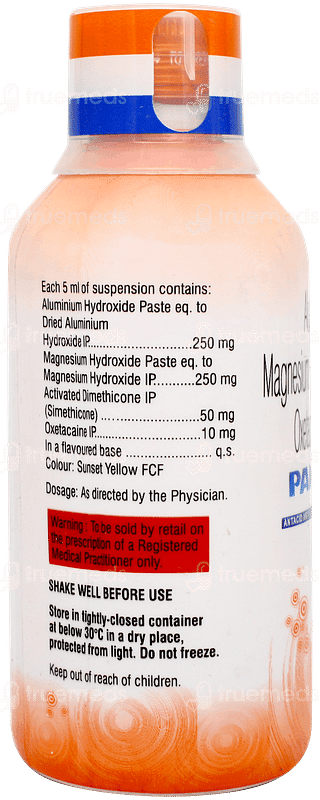 Each 5 ml of suspension contains:
Aluminium Hydroxide Paste eq. to
Dried Aluminium
Hydroxide IP..........................250 mg
Magnesium Hydroxide Paste eq. to
Magnesium Hydroxide IP..........250 mg
Activated Dimethicone IP
(Simethicone) .........................50 mg
Oxetacaine IP..........................10 mg
In a flavoured base ................. q.s.
Colour: Sunset Yellow FCF
Dosage: As directed by the Physician.
Warning: To be sold by retail on
the prescription of a Registered
Medical Practitioner only.
SHAKE WELL BEFORE USE
Store in tightly-closed container
at below 30°C in a dry place,
protected from light. Do not freeze.
Keep out of reach of children.
Magnesium
ANTACID
truemeds